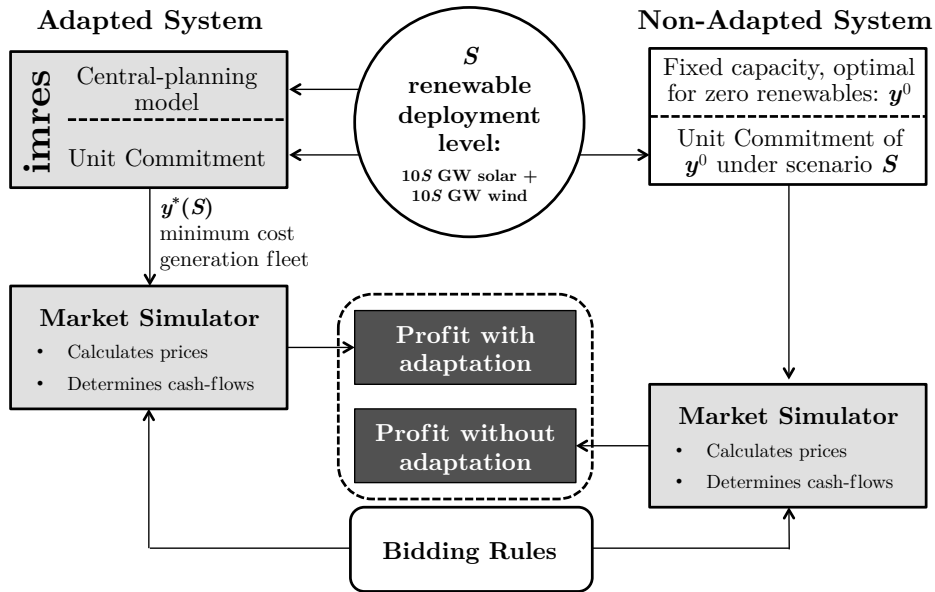 Adapted System
Non-Adapted System
imres
Central-planning
model
Unit Commitment
S
renewable
deployment
level:
10S GW solar +
10S GW wind
Fixed capacity, optimal
for zero renewables: y⁰
Unit Commitment of
y⁰ under scenario S
y*(S)
minimum cost
generation fleet
Market Simulator
• Calculates prices
• Determines cash-flows
Profit with
adaptation
Profit without
adaptation
Market Simulator
• Calculates prices
• Determines cash-flows
Bidding Rules